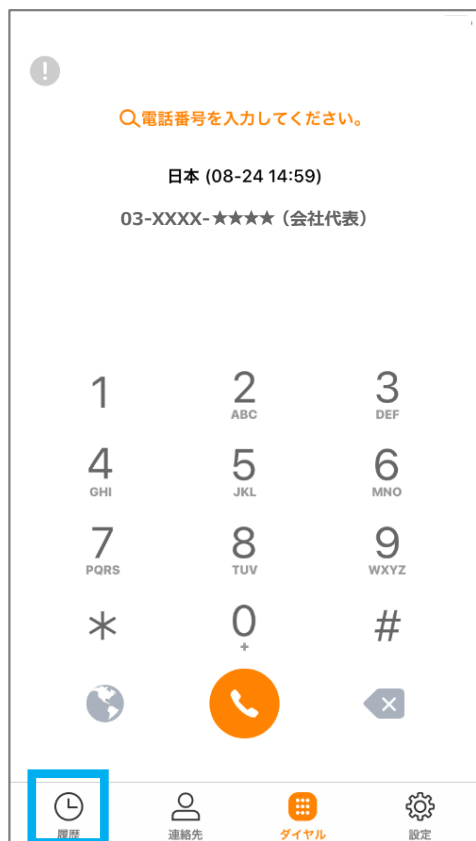 電話番号を入力してください。
日本 (08-24 14:59)
03-XXXX-★★★★（会社代表）
1 2 3
ABC DEF
4 5 6
GHI JKL MNO
7 8 9
PQRS TUV WXYZ
* 0 #
+
履歴 連絡先 ダイヤル 設定